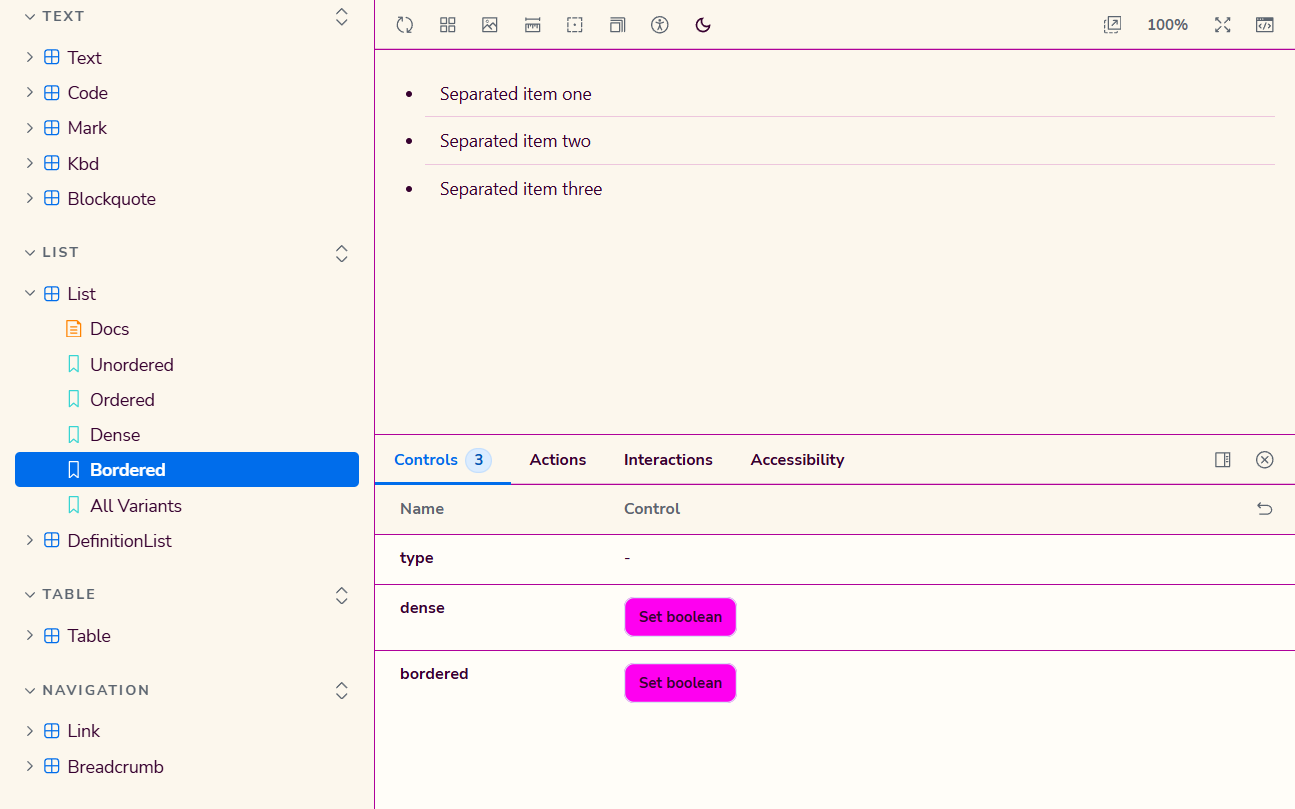 TEXT
Text
Code
Mark
Kbd
Blockquote
LIST
List
Docs
Unordered
Ordered
Dense
Bordered
All Variants
DefinitionList
TABLE
Table
NAVIGATION
Link
Breadcrumb
100%
• Separated item one
• Separated item two
• Separated item three
Controls 3 Actions Interactions Accessibility
Name Control
type -
dense Set boolean
bordered Set boolean